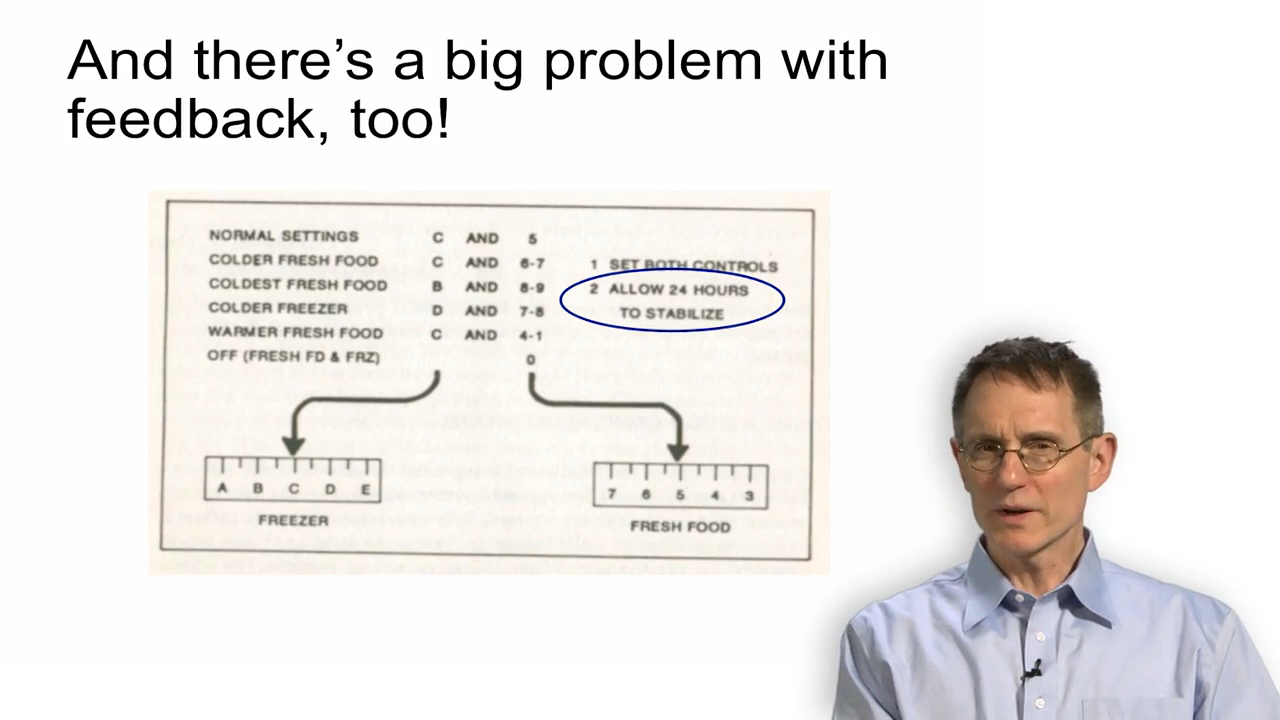 And there’s a big problem with
feedback, too!
NORMAL SETTINGS C AND 5
COLDER FRESH FOOD C AND 6-7
COLDEST FRESH FOOD B AND 8-9
COLDER FREEZER D AND 7-8
WARMER FRESH FOOD C AND 4-1
OFF (FRESH FD & FRZ) 0
1 SET BOTH CONTROLS
2 ALLOW 24 HOURS
TO STABILIZE
A B C D E
FREEZER
7 6 5 4 3
FRESH FOOD